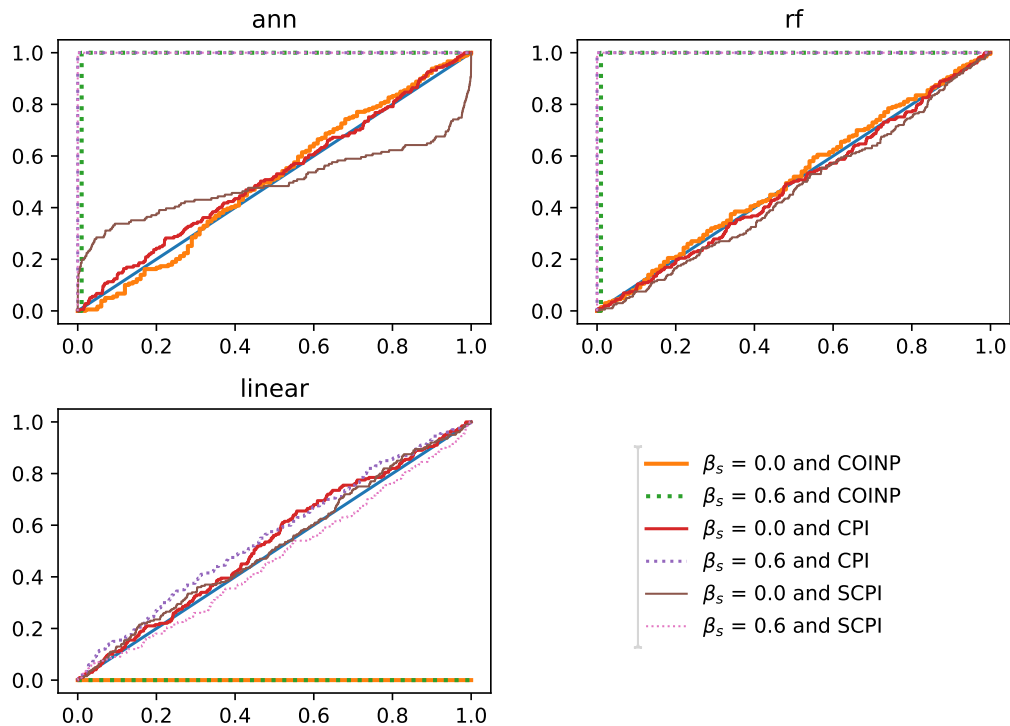 ann
1.0
0.8
0.6
0.4
0.2
0.0
0.0 0.2 0.4 0.6 0.8 1.0
rf
1.0
0.8
0.6
0.4
0.2
0.0
0.0 0.2 0.4 0.6 0.8 1.0
linear
1.0
0.8
0.6
0.4
0.2
0.0
0.0 0.2 0.4 0.6 0.8 1.0
βₛ = 0.0 and COINP
βₛ = 0.6 and COINP
βₛ = 0.0 and CPI
βₛ = 0.6 and CPI
βₛ = 0.0 and SCPI
βₛ = 0.6 and SCPI